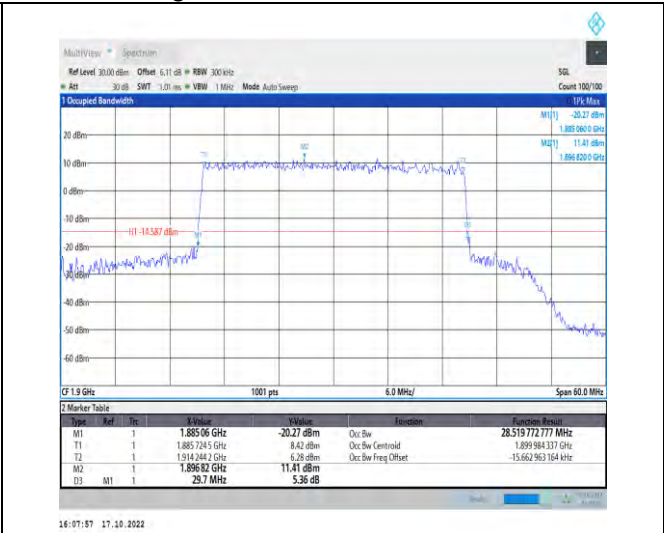 MultiView Spectrum
Ref Level 30.00 dBm Offset 6.11 dB RBW 300 kHz SGL
Att 30 dB SWT 1.01 ms VBW 1 MHz Mode Auto Sweep Count 100/100
1 Occupied Bandwidth 1Pk Max
M1[1] -20.27 dBm
1.885 060 0 GHz
M2[1] 11.41 dBm
1.896 820 0 GHz
20 dBm
M2
T1
T2
10 dBm
0 dBm
-10 dBm
H1 -14.587 dBm
M1
D3
-20 dBm
-30 dBm
-40 dBm
-50 dBm
-60 dBm
CF 1.9 GHz 1001 pts 6.0 MHz/ Span 60.0 MHz
2 Marker Table
Type Ref Trc X-Value Y-Value Function Function Result
M1 1 1.885 06 GHz -20.27 dBm Occ Bw 28.519 772 777 MHz
T1 1 1.885 724 5 GHz 8.42 dBm Occ Bw Centroid 1.899 984 337 GHz
T2 1 1.914 244 2 GHz 6.28 dBm Occ Bw Freq Offset -15.662 963 164 kHz
M2 1 1.896 82 GHz 11.41 dBm
D3 M1 1 29.7 MHz 5.36 dB
16:07:57 17.10.2022